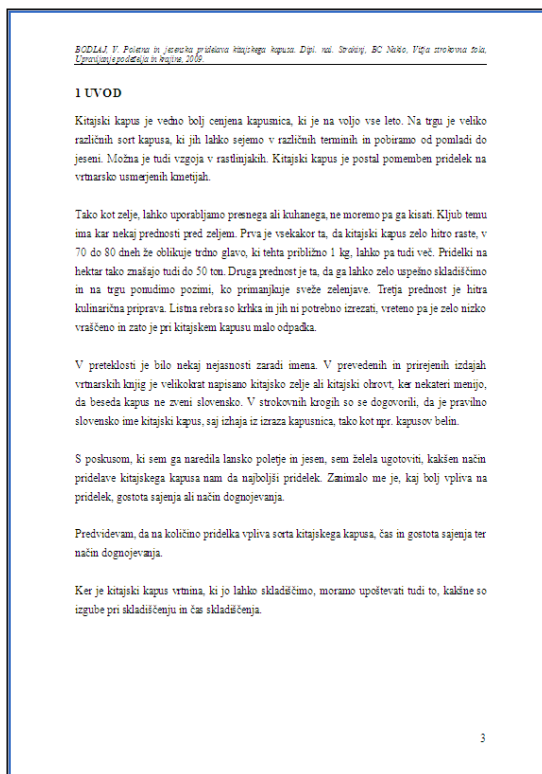 BODLAJ, V. Poletna in jesenska pridelava kitajskega kapusa. Dipl. nal. Strahinj, BC Naklo, Višja strokovna šola,
Upravljanje podeželja in krajine, 2009.
1 UVOD
Kitajski kapus je vedno bolj cenjena kapusnica, ki je na voljo vse leto. Na trgu je veliko
različnih sort kapusa, ki jih lahko sejemo v različnih terminih in pobiramo od pomladi do
jeseni. Možna je tudi vzgoja v rastlinjakih. Kitajski kapus je postal pomemben pridelek na
vrtnarsko usmerjenih kmetijah.
Tako kot zelje, lahko uporabljamo presnega ali kuhanega, ne moremo pa ga kisati. Kljub temu
ima kar nekaj prednosti pred zeljem. Prva je vsekakor ta, da kitajski kapus zelo hitro raste, v
70 do 80 dneh že oblikuje trdno glavo, ki tehta približno 1 kg, lahko pa tudi več. Pridelki na
hektar tako znašajo tudi do 50 ton. Druga prednost je ta, da ga lahko zelo uspešno skladiščimo
in na trgu ponudimo pozimi, ko primanjkuje sveže zelenjave. Tretja prednost je hitra
kulinarična priprava. Listna rebra so krhka in jih ni potrebno izrezati, vreteno pa je zelo nizko
vraščeno in zato je pri kitajskem kapusu malo odpadka.
V preteklosti je bilo nekaj nejasnosti zaradi imena. V prevedenih in prirejenih izdajah
vrtnarskih knjig je velikokrat napisano kitajsko zelje ali kitajski ohrovt, ker nekateri menijo,
da beseda kapus ne zveni slovensko. V strokovnih krogih so se dogovorili, da je pravilno
slovensko ime kitajski kapus, saj izhaja iz izraza kapusnica, tako kot npr. kapusov belin.
S poskusom, ki sem ga naredila lansko poletje in jesen, sem želela ugotoviti, kakšen način
pridelave kitajskega kapusa nam da najboljši pridelek. Zanimalo me je, kaj bolj vpliva na
pridelek, gostota sajenja ali način dognojevanja.
Predvidevam, da na količino pridelka vpliva sorta kitajskega kapusa, čas in gostota sajenja ter
način dognojevanja.
Ker je kitajski kapus vrtnina, ki jo lahko skladiščimo, moramo upoštevati tudi to, kakšne so
izgube pri skladiščenju in čas skladiščenja.
3